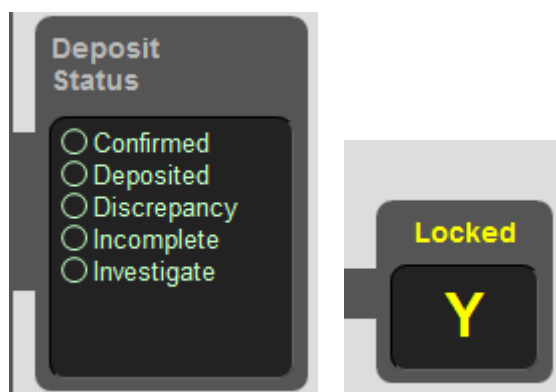 Deposit
Status
Confirmed
Deposited
Discrepancy
Incomplete
Investigate
Locked
Y